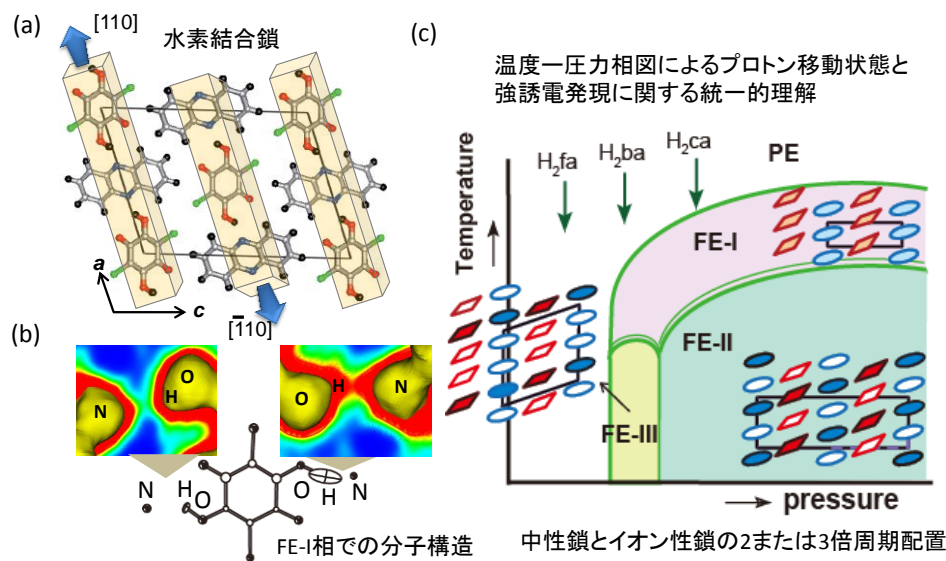 (a)
[110]
水素結合鎖
a
c
[1̄10]
(b)
N
O
H
O
H
N
N
H
O
O
H
N
FE-I相での分子構造
(c)
温度ー圧力相図によるプロトン移動状態と
強誘電発現に関する統一的理解
H₂fa
H₂ba
H₂ca
PE
Temperature
FE-I
FE-II
FE-III
pressure
中性鎖とイオン性鎖の2または3倍周期配置